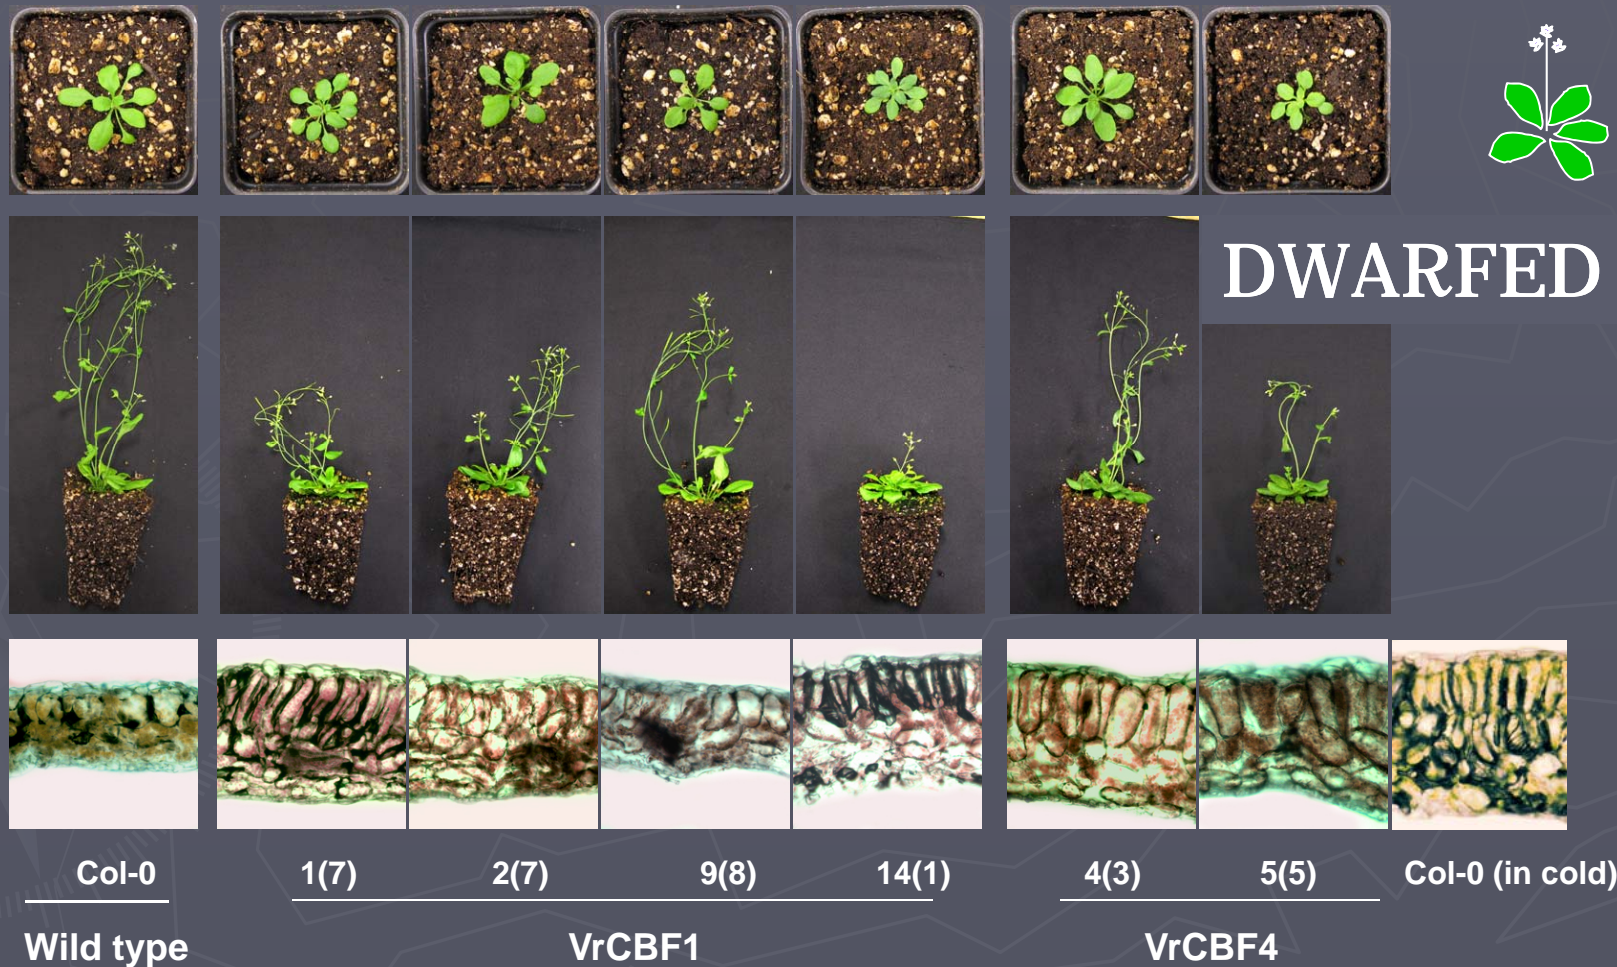 DWARFED
Col-0 1(7) 2(7) 9(8) 14(1) 4(3) 5(5) Col-0 (in cold)
Wild type VrCBF1 VrCBF4